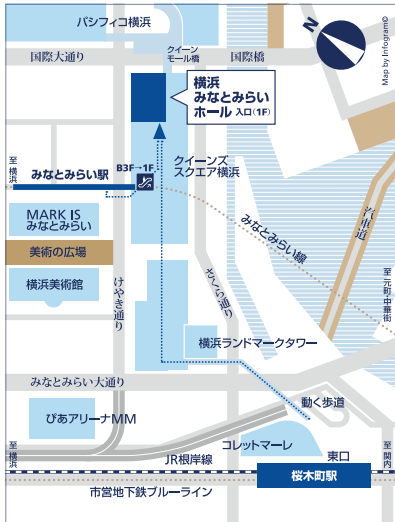 パシフィコ横浜
国際大通り
クイーン
モール橋
国際橋
N
Map by Infogram©
横浜
みなとみらい
ホール 入口(1F)
至横浜
みなとみらい駅
B3F→1F
クイーンズ
スクエア横浜
MARK IS
みなとみらい
美術の広場
横浜美術館
けやき通り
さくら通り
みなとみらい線
汽車道
至元町・中華街
横浜ランドマークタワー
みなとみらい大通り
動く歩道
ぴあアリーナMM
コレットマーレ
東口
至横浜
JR根岸線
桜木町駅
至関内
市営地下鉄ブルーライン